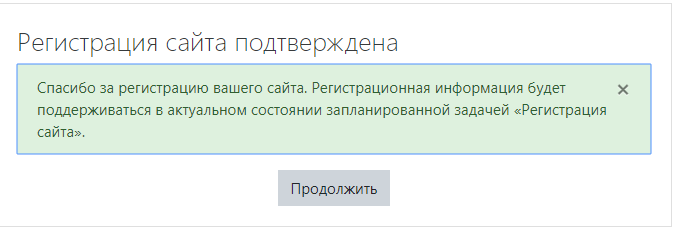 Регистрация сайта подтверждена
Спасибо за регистрацию вашего сайта. Регистрационная информация будет
поддерживаться в актуальном состоянии запланированной задачей «Регистрация
сайта».
Продолжить